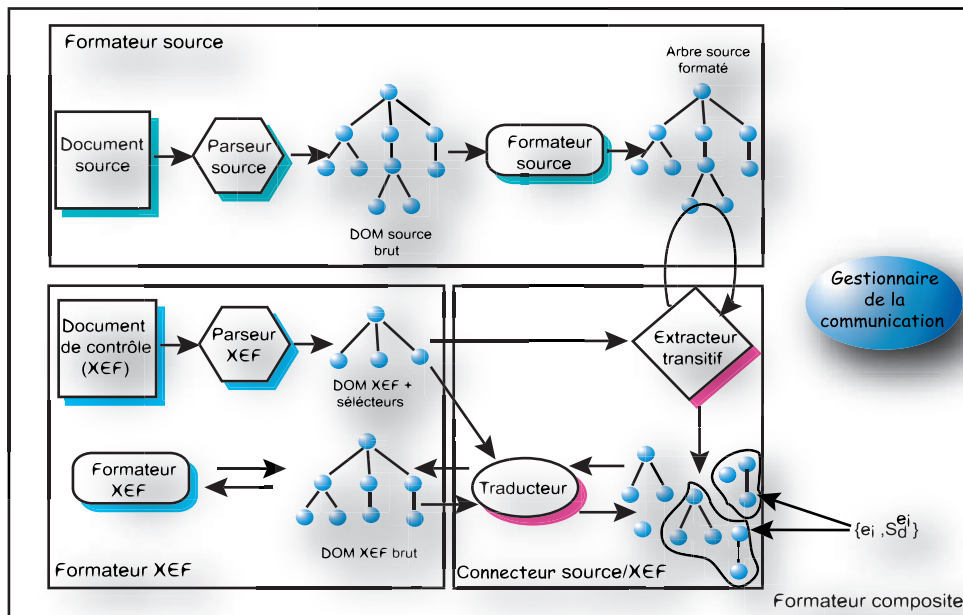 Formateur source
Arbre source
formaté
Document
source
Parseur
source
Formateur
source
DOM source
brut
Gestionnaire
de la
communication
Document
de contrôle
(XEF)
Parseur
XEF
DOM XEF +
sélécteurs
Extracteur
transitif
Formateur
XEF
Traducteur
DOM XEF brut
{ei ,Sdei}
Formateur XEF
Connecteur source/XEF
Formateur composite